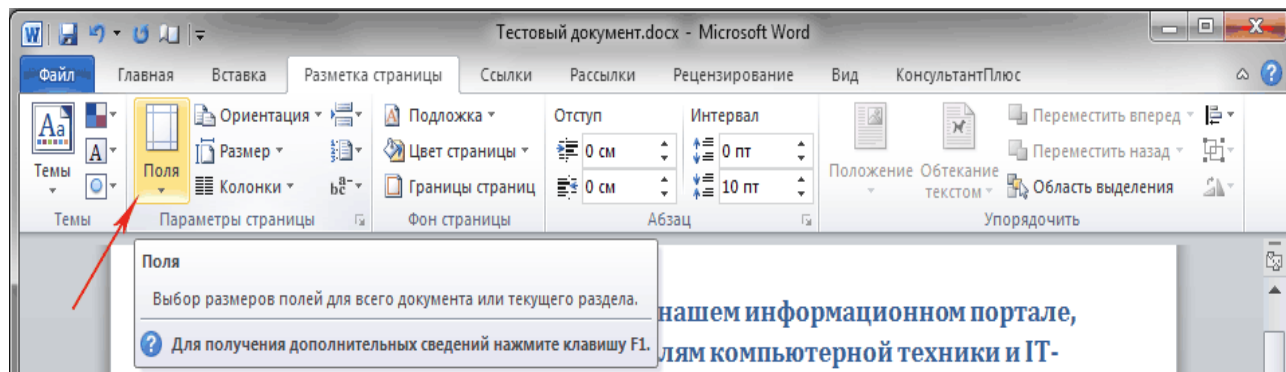 Тестовый документ.docx - Microsoft Word
Файл Главная Вставка Разметка страницы Ссылки Рассылки Рецензирование Вид КонсультантПлюс
Темы
Темы
Поля
Ориентация
Размер
Колонки
Параметры страницы
Подложка
Цвет страницы
Границы страниц
Фон страницы
Отступ
0 см
0 см
Интервал
0 пт
10 пт
Абзац
Положение
Обтекание
текстом
Переместить вперед
Переместить назад
Область выделения
Упорядочить
Поля
Выбор размеров полей для всего документа или текущего раздела.
Для получения дополнительных сведений нажмите клавишу F1.
нашем информационном портале,
лям компьютерной техники и IT-